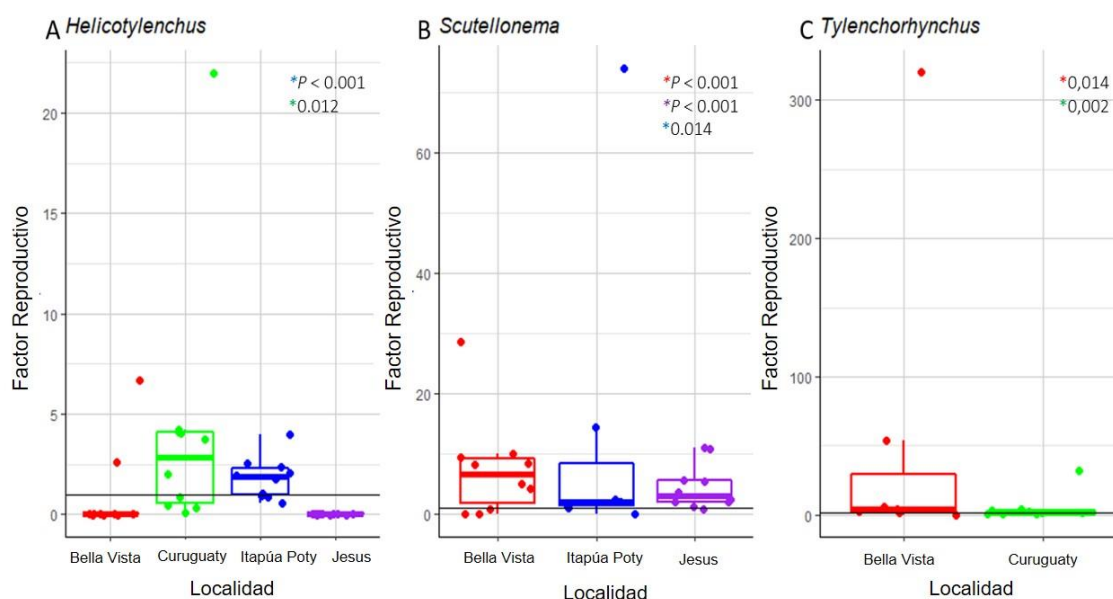 A Helicotylenchus
*P < 0.001
*0.012
20
15
10
5
0
Factor Reproductivo
Bella Vista Curuguaty Itapúa Poty Jesus
Localidad
B Scutellonema
*P < 0.001
*P < 0.001
*0.014
60
40
20
0
Factor Reproductivo
Bella Vista Itapúa Poty Jesus
Localidad
C Tylenchorhynchus
*0,014
*0,002
300
200
100
0
Factor Reproductivo
Bella Vista Curuguaty
Localidad